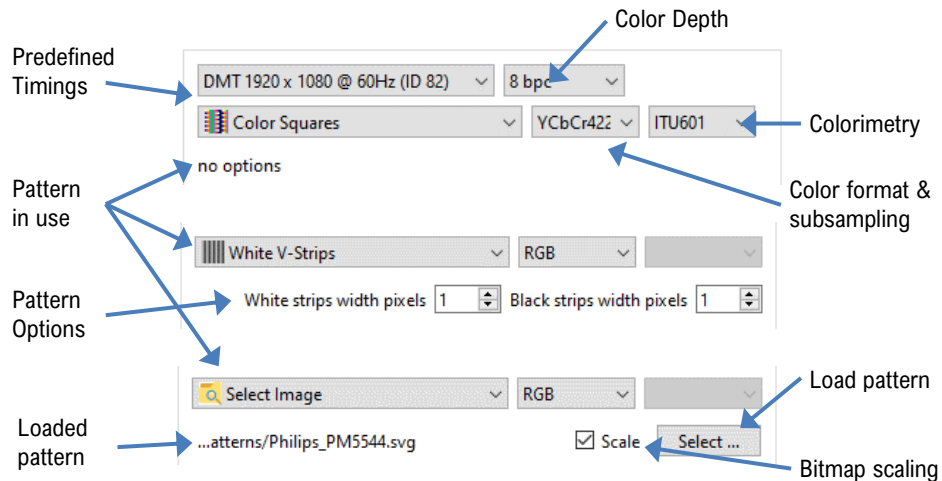 Color Depth
Predefined
Timings
DMT 1920 x 1080 @ 60Hz (ID 82)
8 bpc
Color Squares
YCbCr422
ITU601
Colorimetry
no options
Pattern
in use
Color format &
subsampling
White V-Strips
RGB
Pattern
Options
White strips width pixels
1
Black strips width pixels
1
Select Image
RGB
Load pattern
Loaded
pattern
...atterns/Philips_PM5544.svg
Scale
Select ...
Bitmap scaling